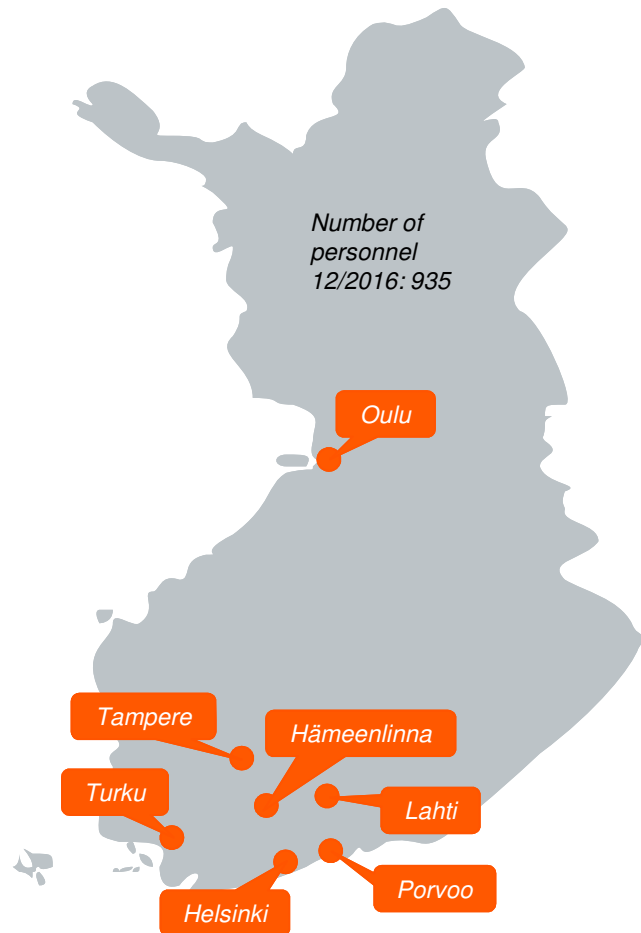 Number of
personnel
12/2016: 935
Oulu
Tampere
Hämeenlinna
Turku
Lahti
Porvoo
Helsinki